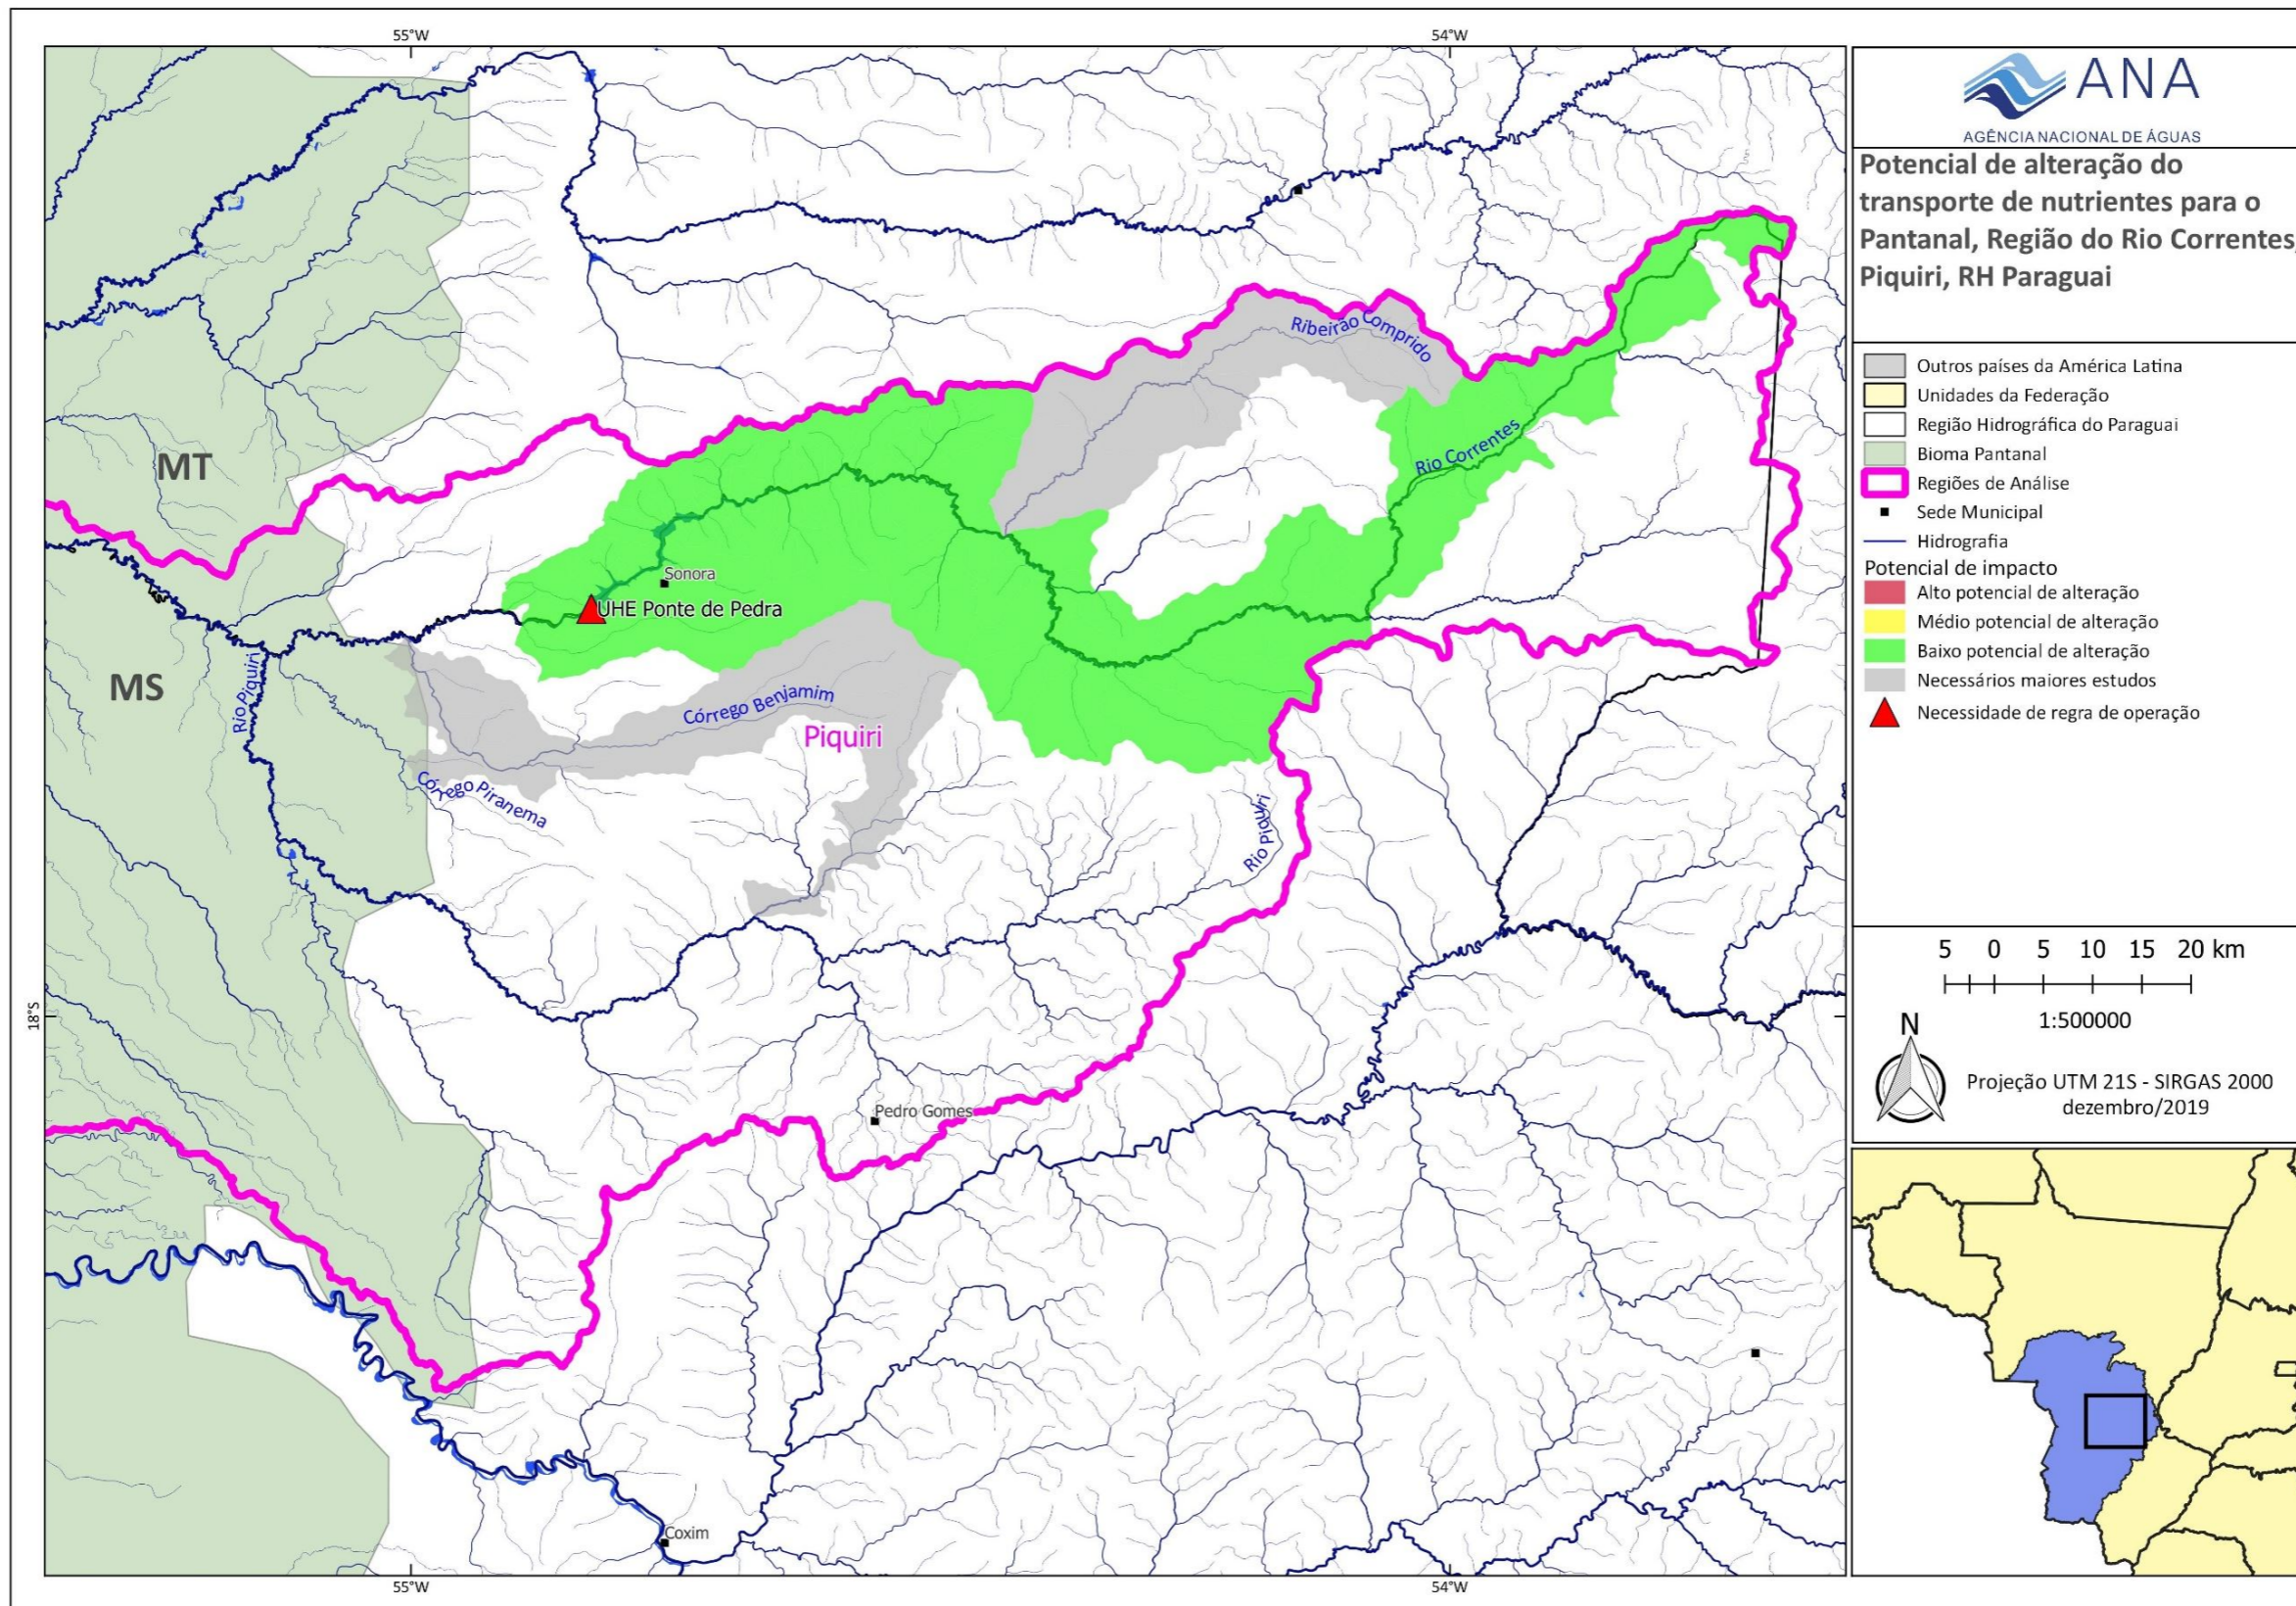 55°W
54°W
ANA
AGÊNCIA NACIONAL DE ÁGUAS
Potencial de alteração do
transporte de nutrientes para o
Pantanal, Região do Rio Correntes,
Piquiri, RH Paraguai
Outros países da América Latina
Unidades da Federação
Região Hidrográfica do Paraguai
Bioma Pantanal
Regiões de Análise
Sede Municipal
Hidrografia
Potencial de impacto
Alto potencial de alteração
Médio potencial de alteração
Baixo potencial de alteração
Necessários maiores estudos
Necessidade de regra de operação
Ribeirão Comprido
Rio Correntes
MT
Sonora
UHE Ponte de Pedra
MS
Rio Piquiri
Córrego Benjamim
Piquiri
Córrego Piranema
Rio Piquiri
18°S
Pedro Gomes
Coxim
5 0 5 10 15 20 km
1:500000
N
Projeção UTM 21S - SIRGAS 2000
dezembro/2019
55°W
54°W